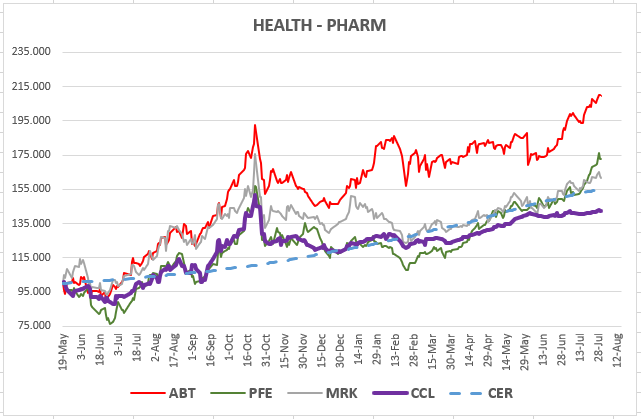 HEALTH - PHARM
235.000
215.000
195.000
175.000
155.000
135.000
115.000
95.000
75.000
19-May
3-Jun
18-Jun
3-Jul
18-Jul
2-Aug
17-Aug
1-Sep
16-Sep
1-Oct
16-Oct
31-Oct
15-Nov
30-Nov
15-Dec
30-Dec
14-Jan
29-Jan
13-Feb
28-Feb
15-Mar
30-Mar
14-Apr
29-Apr
14-May
29-May
13-Jun
28-Jun
13-Jul
28-Jul
12-Aug
ABT PFE MRK CCL CER